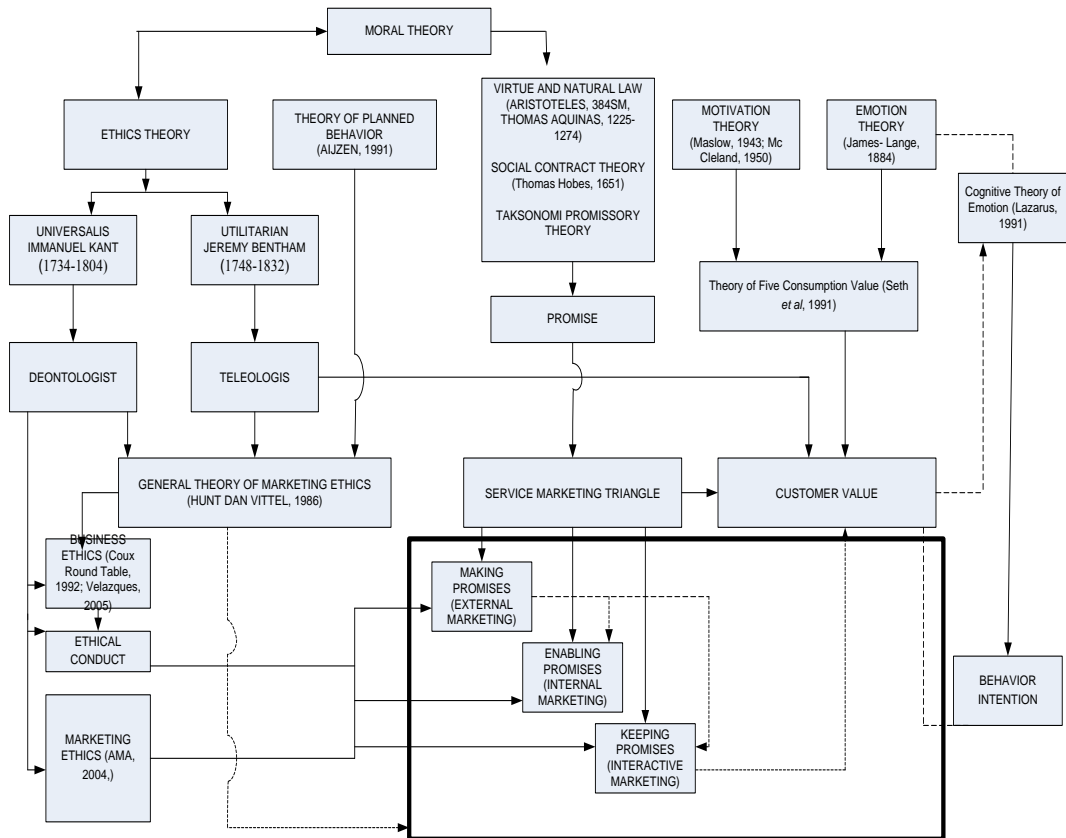 MORAL THEORY
ETHICS THEORY
THEORY OF PLANNED
BEHAVIOR
(AIJZEN, 1991)
VIRTUE AND NATURAL LAW
(ARISTOTELES, 384SM,
THOMAS AQUINAS, 1225-
1274)
SOCIAL CONTRACT THEORY
(Thomas Hobes, 1651)
TAKSONOMI PROMISSORY
THEORY
MOTIVATION
THEORY
(Maslow, 1943; Mc
Cleland, 1950)
EMOTION
THEORY
(James- Lange,
1884)
Cognitive Theory of
Emotion (Lazarus,
1991)
UNIVERSALIS
IMMANUEL KANT
(1734-1804)
UTILITARIAN
JEREMY BENTHAM
(1748-1832)
Theory of Five Consumption Value (Seth
et al, 1991)
PROMISE
DEONTOLOGIST
TELEOLOGIS
GENERAL THEORY OF MARKETING ETHICS
(HUNT DAN VITTEL, 1986)
SERVICE MARKETING TRIANGLE
CUSTOMER VALUE
BUSINESS
ETHICS (Coux
Round Table,
1992; Velazques,
2005)
MAKING
PROMISES
(EXTERNAL
MARKETING)
ETHICAL
CONDUCT
ENABLING
PROMISES
(INTERNAL
MARKETING)
BEHAVIOR
INTENTION
MARKETING
ETHICS (AMA,
2004,)
KEEPING
PROMISES
(INTERACTIVE
MARKETING)